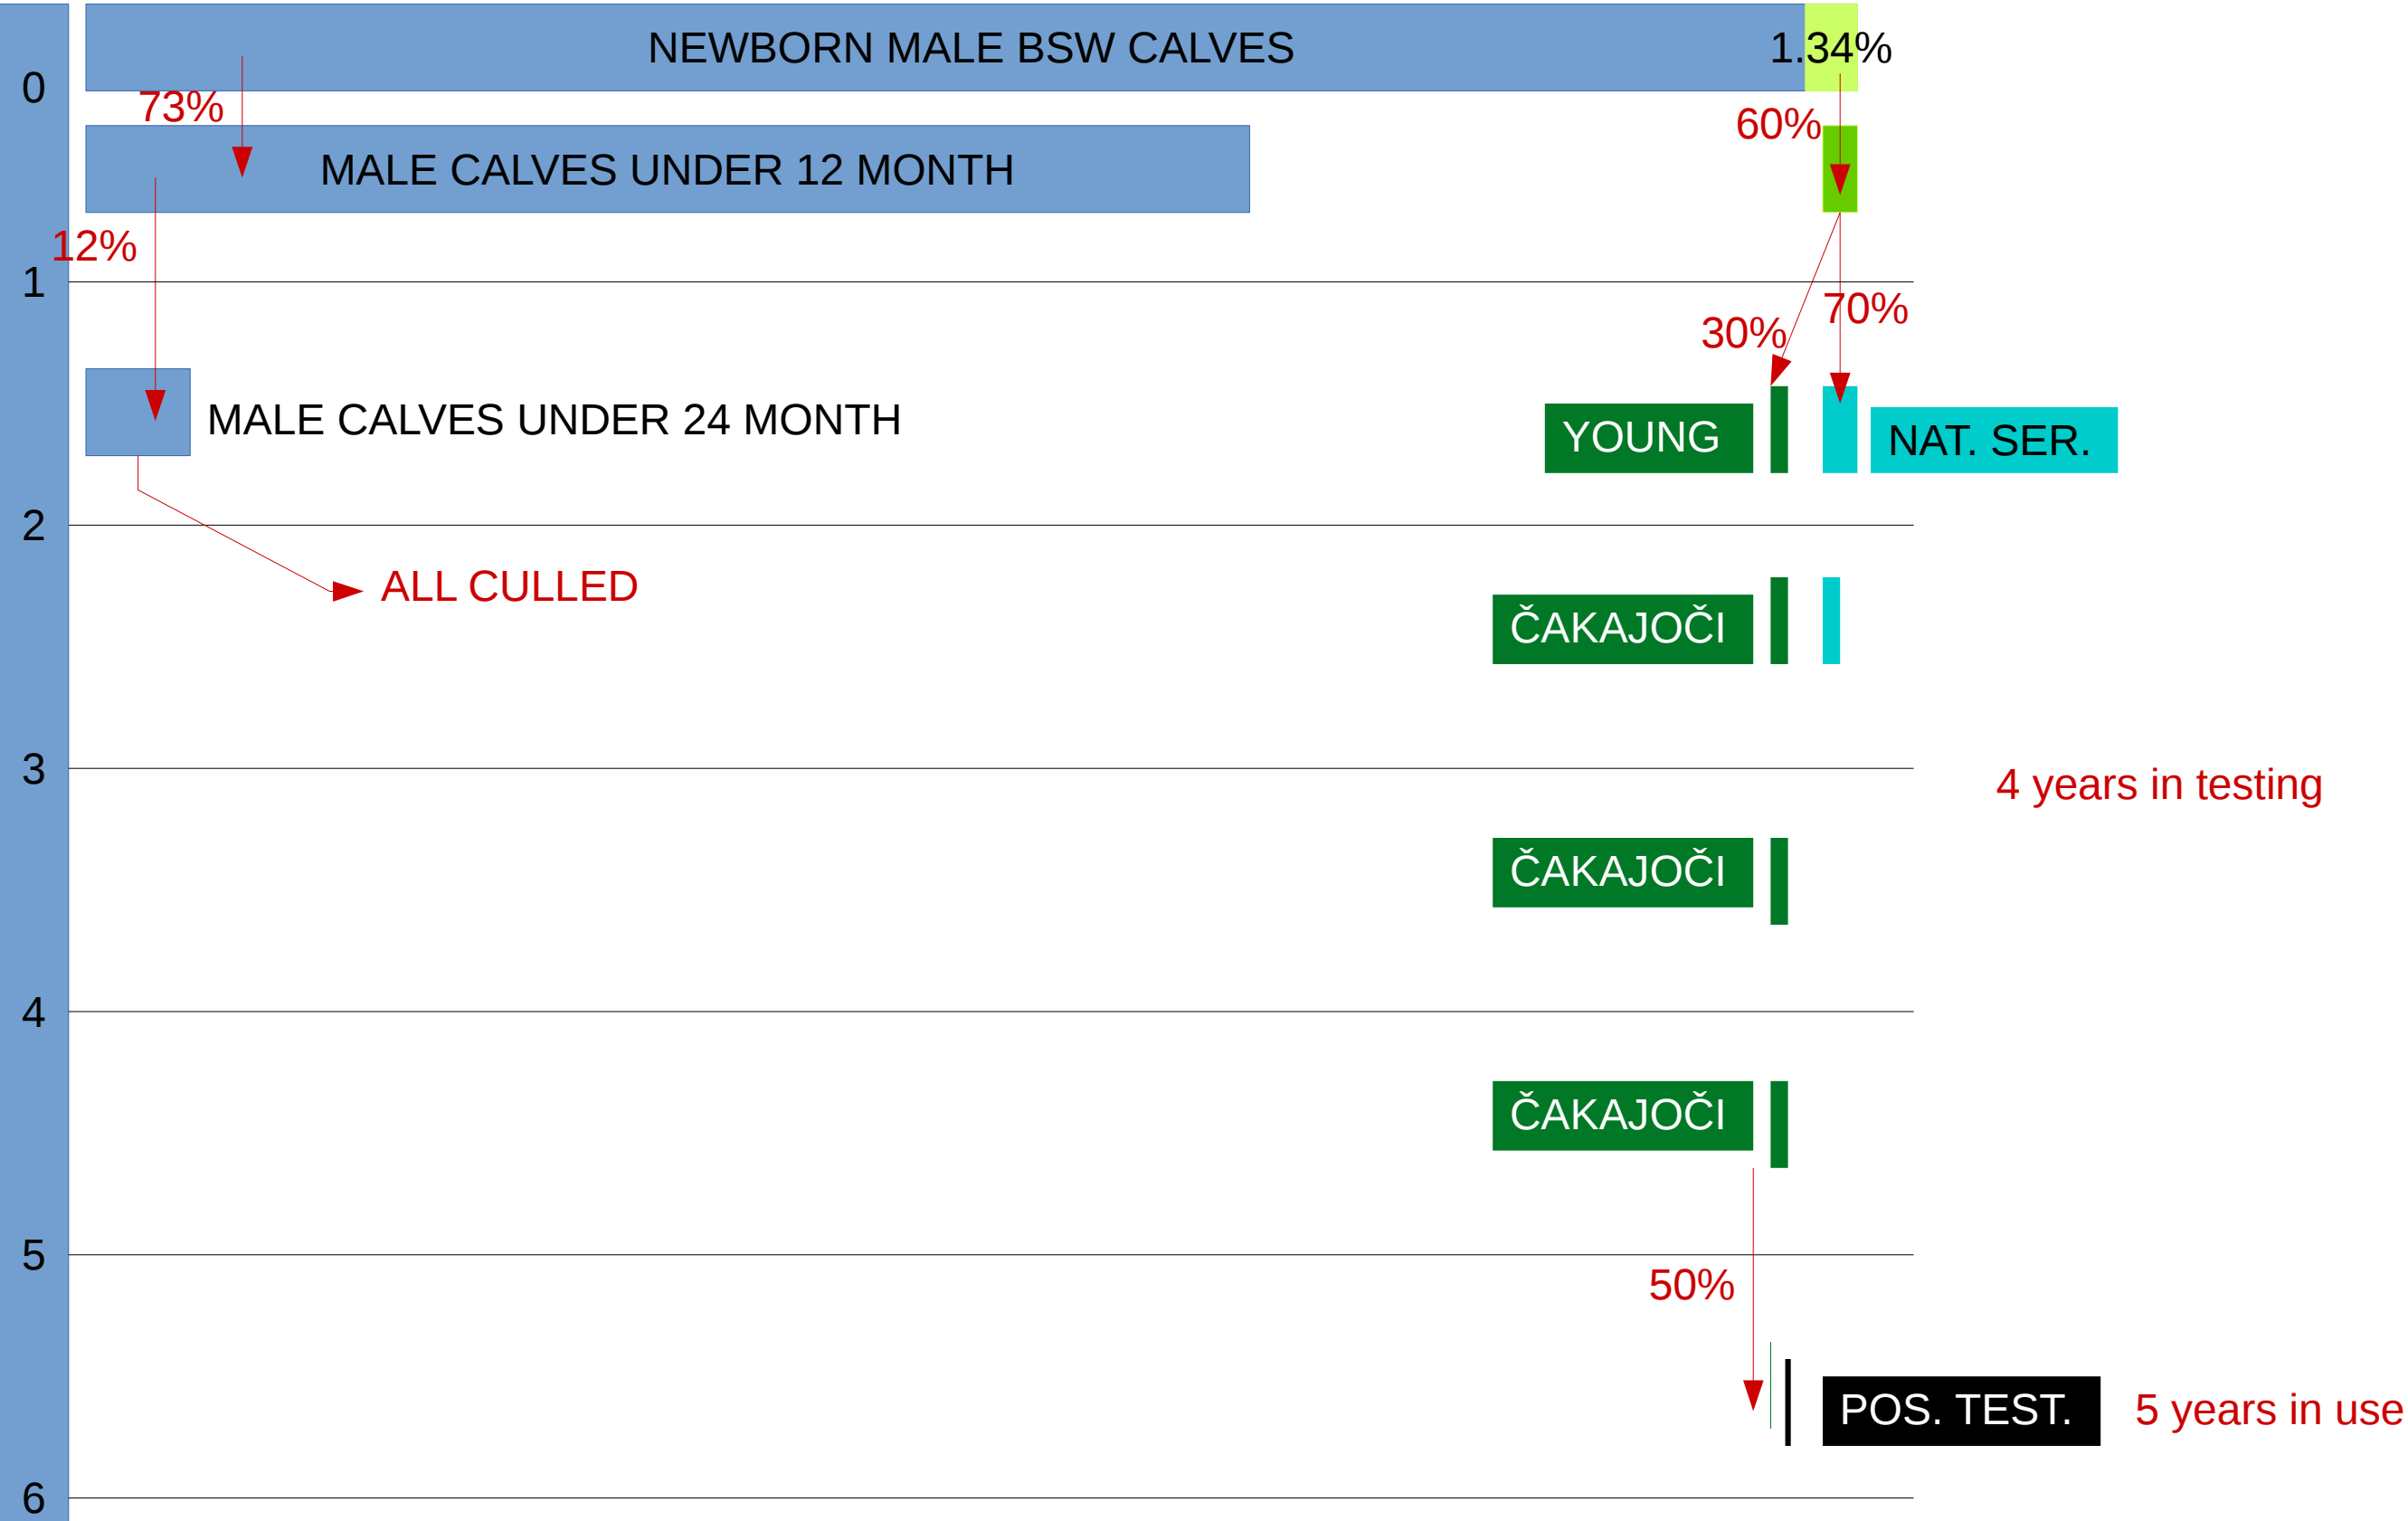 NEWBORN MALE BSW CALVES
1.34%
0
73%
60%
MALE CALVES UNDER 12 MONTH
12%
1
30%
70%
MALE CALVES UNDER 24 MONTH
YOUNG
NAT. SER.
2
ALL CULLED
ČAKAJOČI
3
4 years in testing
ČAKAJOČI
4
ČAKAJOČI
5
50%
POS. TEST.
5 years in use
6